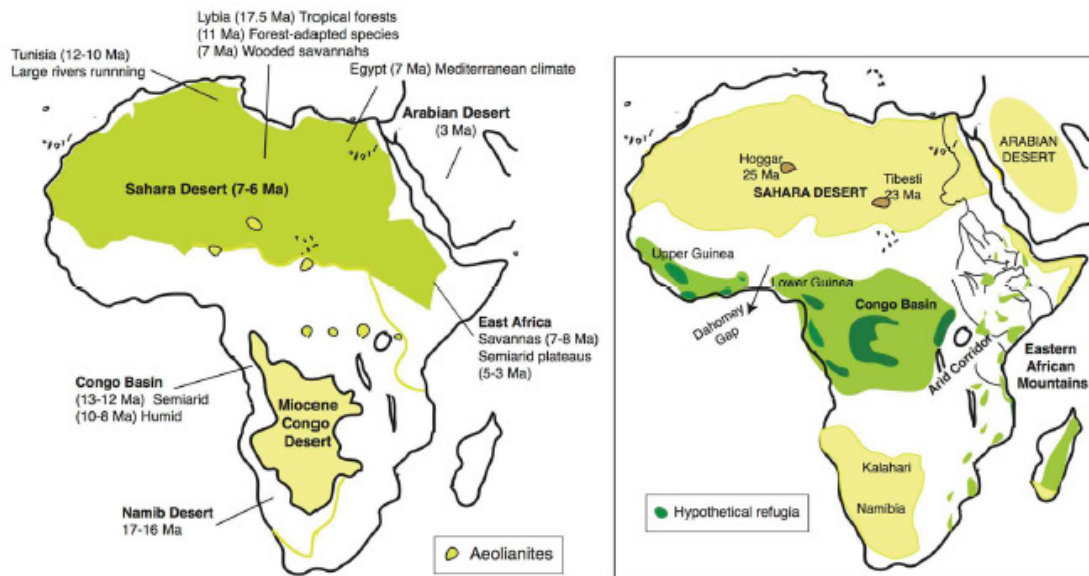 Lybia (17.5 Ma) Tropical forests
(11 Ma) Forest-adapted species
(7 Ma) Wooded savannahs
Tunisia (12-10 Ma)
Large rivers runnning
Egypt (7 Ma) Mediterranean climate
Arabian Desert
(3 Ma)
Sahara Desert (7-6 Ma)
East Africa
Savannas (7-8 Ma)
Semiarid plateaus
(5-3 Ma)
Congo Basin
(13-12 Ma) Semiarid
(10-8 Ma) Humid
Miocene
Congo
Desert
Namib Desert
17-16 Ma
Aeolianites
ARABIAN
DESERT
Hoggar
25 Ma
Tibesti
23 Ma
SAHARA DESERT
Upper Guinea
Lower Guinea
Dahomey
Gap
Congo Basin
Arid Corridor
Eastern
African
Mountains
Kalahari
Namibia
Hypothetical refugia